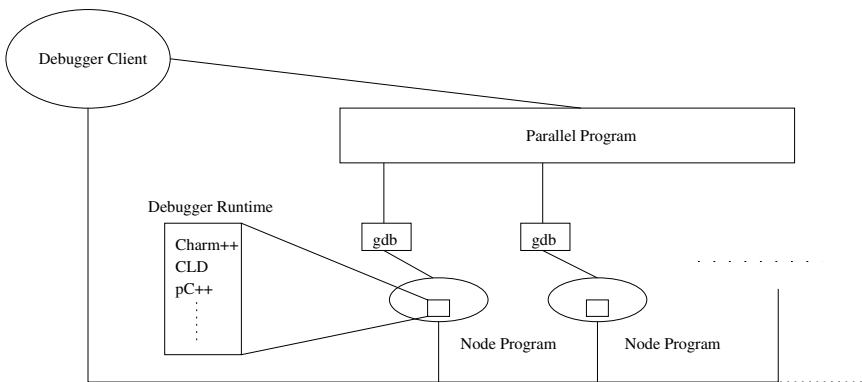 Debugger Client
Parallel Program
Debugger Runtime
Charm++
CLD
pC++
gdb
gdb
Node Program
Node Program